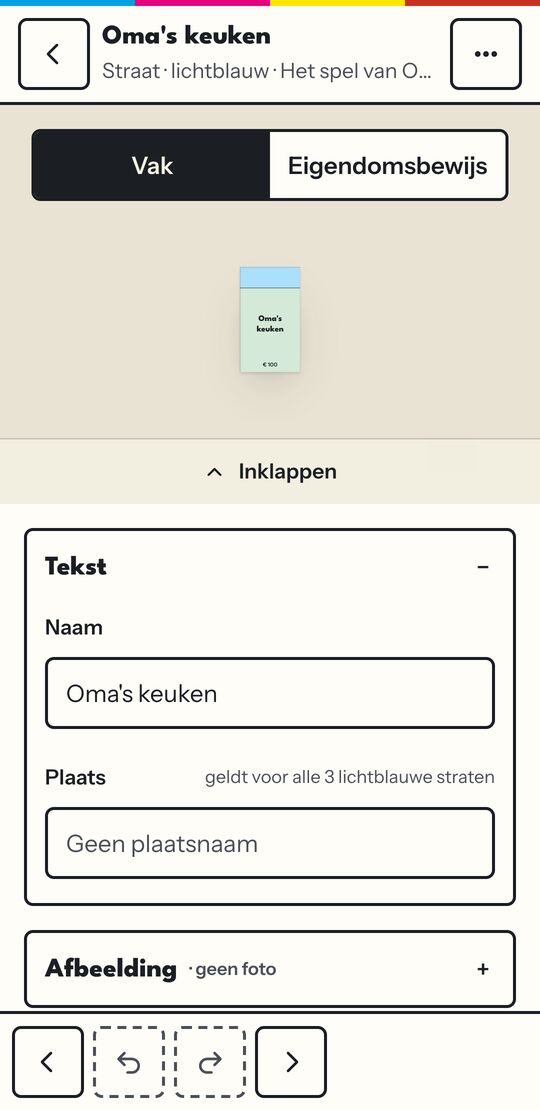 Oma's keuken
Straat · lichtblauw · Het spel van O...
Vak
Eigendomsbewijs
Oma's
keuken
€ 100
Inklappen
Tekst
Naam
Oma's keuken
Plaats
geldt voor alle 3 lichtblauwe straten
Geen plaatsnaam
Afbeelding · geen foto